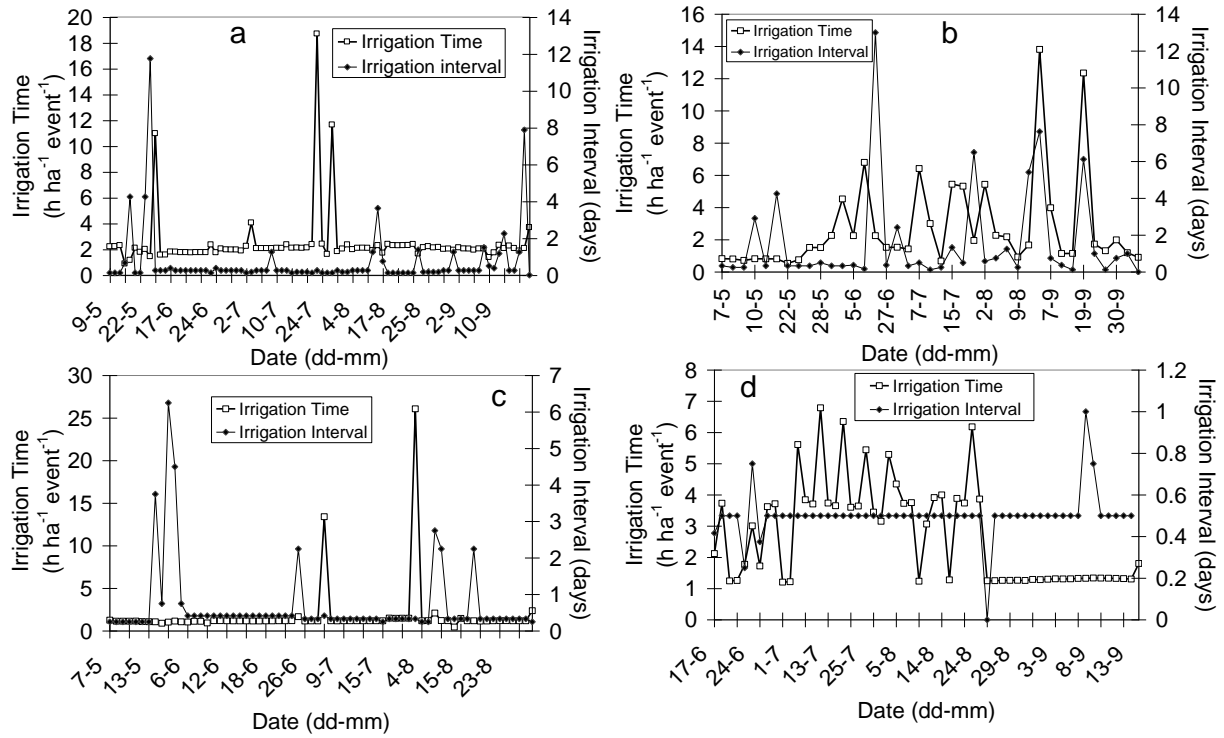 a
Irrigation Time
Irrigation interval
Irrigation Time
(h ha⁻¹ event⁻¹)
Irrigation Interval (days)
20
18
16
14
12
10
8
6
4
2
0
14
12
10
8
6
4
2
0
9-5 22-5 17-6 24-6 2-7 10-7 24-7 4-8 17-8 25-8 2-9 10-9
Date (dd-mm)
b
Irrigation Time
Irrigation Interval
Irrigation Time
(h ha⁻¹ event⁻¹)
Irrigation Interval (days)
16
14
12
10
8
6
4
2
0
14
12
10
8
6
4
2
0
7-5 10-5 22-5 28-5 5-6 27-6 7-7 15-7 2-8 9-8 7-9 19-9 30-9
Date (dd-mm)
c
Irrigation Time
Irrigation Interval
Irrigation Time
(h ha⁻¹ event⁻¹)
Irrigation Interval (days)
30
25
20
15
10
5
0
7
6
5
4
3
2
1
0
7-5 13-5 6-6 12-6 18-6 26-6 9-7 15-7 4-8 15-8 23-8
Date (dd-mm)
d
Irrigation Time
Irrigation Interval
Irrigation Time
(h ha⁻¹ event⁻¹)
Irrigation Interval (days)
8
7
6
5
4
3
2
1
0
1.2
1
0.8
0.6
0.4
0.2
0
17-6 24-6 1-7 13-7 25-7 5-8 14-8 24-8 29-8 3-9 8-9 13-9
Date (dd-mm)